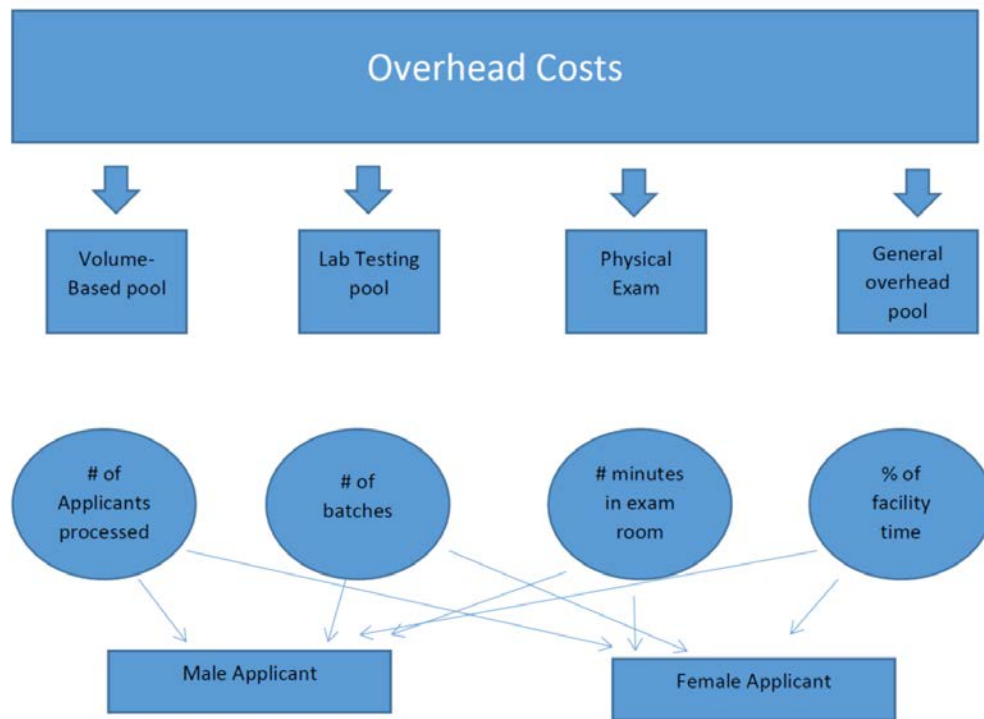 Overhead Costs
Volume-
Based pool
Lab Testing
pool
Physical
Exam
General
overhead
pool
# of
Applicants
processed
# of
batches
# minutes
in exam
room
% of
facility
time
Male Applicant
Female Applicant